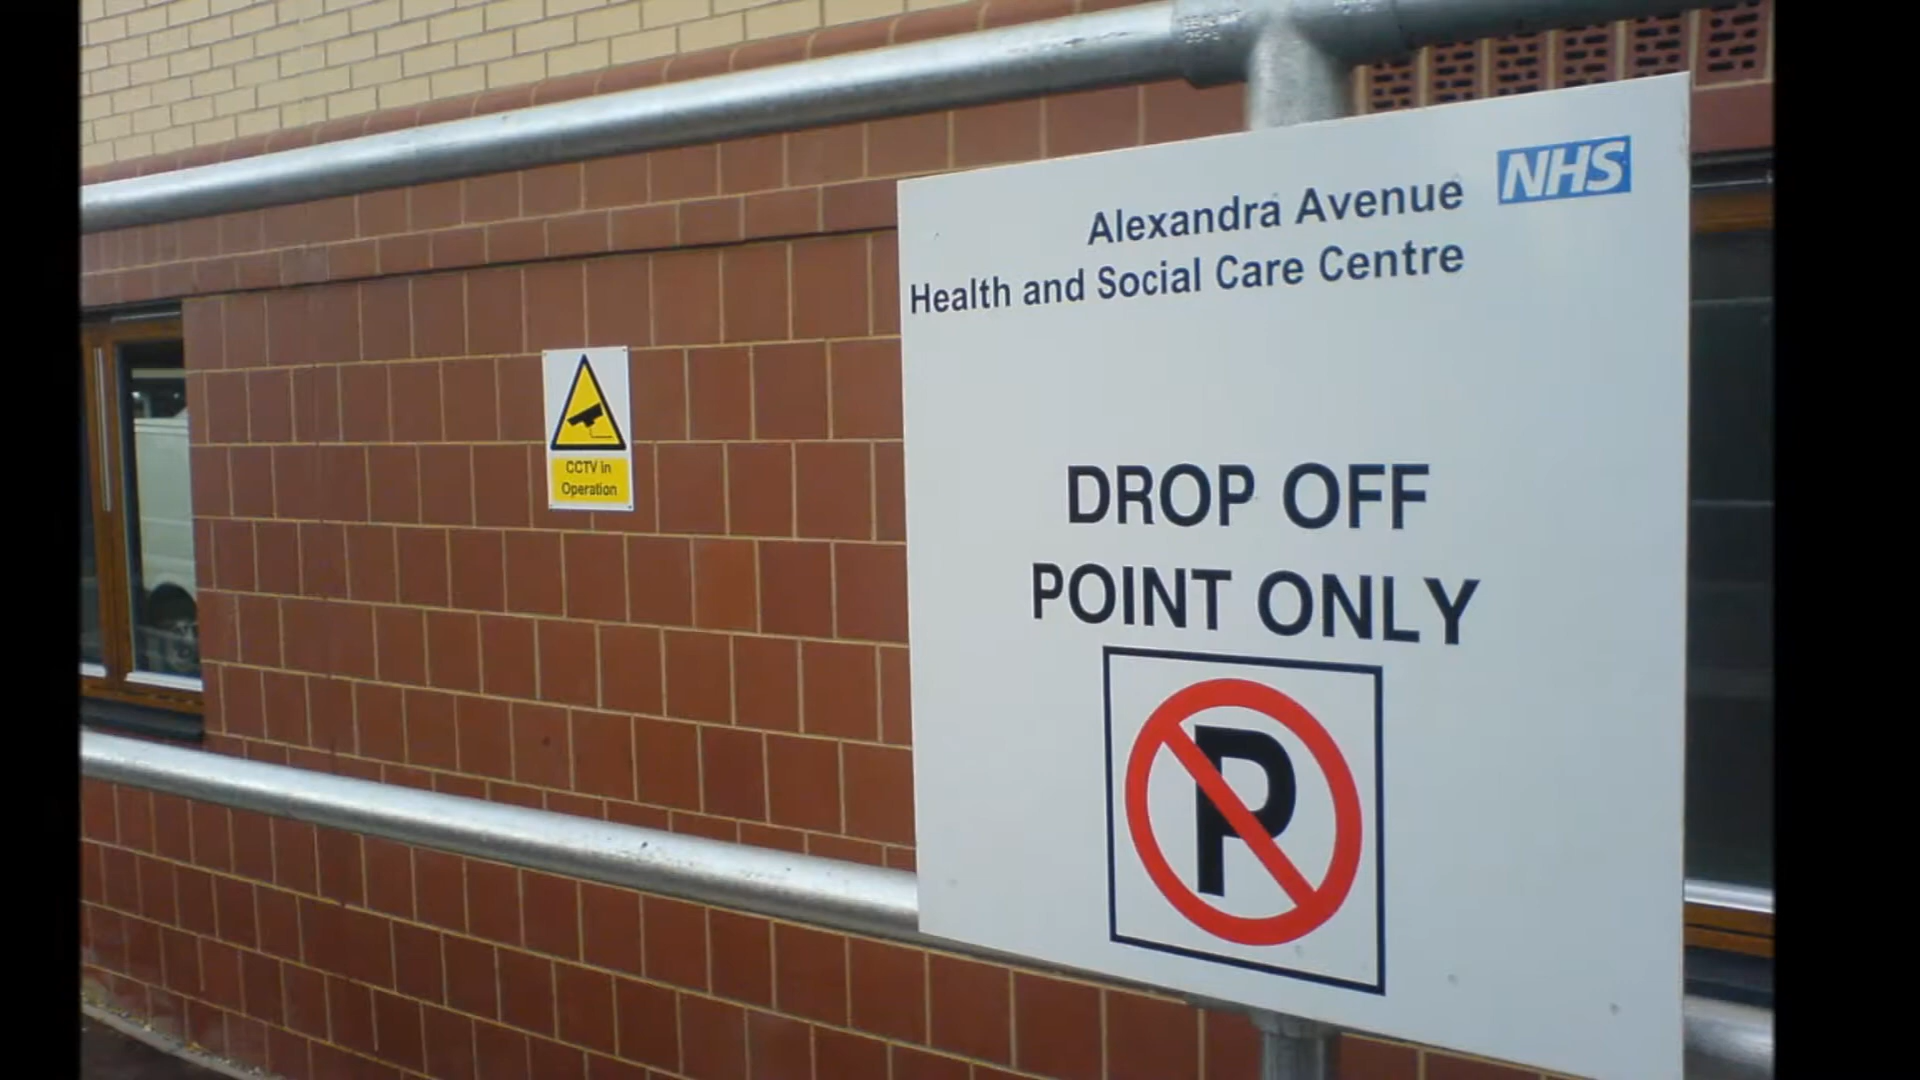 Alexandra Avenue
Health and Social Care Centre
NHS
DROP OFF
POINT ONLY
P
CCTV in
Operation